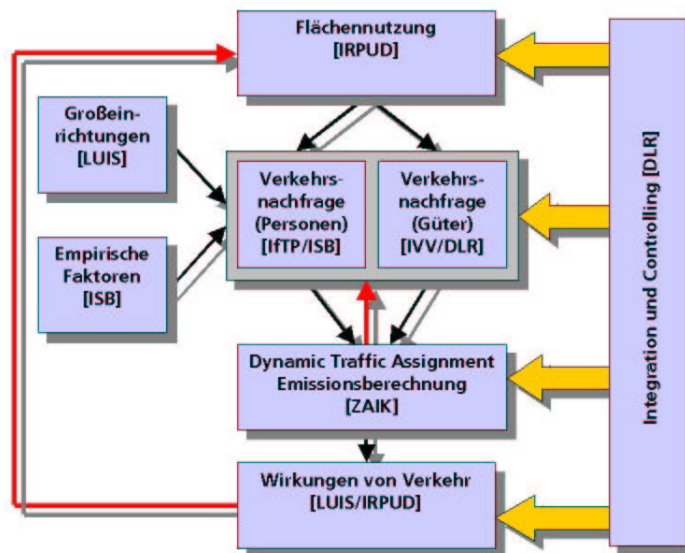 Flächennutzung
[IRPUD]
Großein-
richtungen
[LUIS]
Verkehrs-
nachfrage
(Personen)
[IfTP/ISB]
Verkehrs-
nachfrage
(Güter)
[IVV/DLR]
Empirische
Faktoren
[ISB]
Dynamic Traffic Assignment
Emissionsberechnung
[ZAIK]
Wirkungen von Verkehr
[LUIS/IRPUD]
Integration und Controlling [DLR]